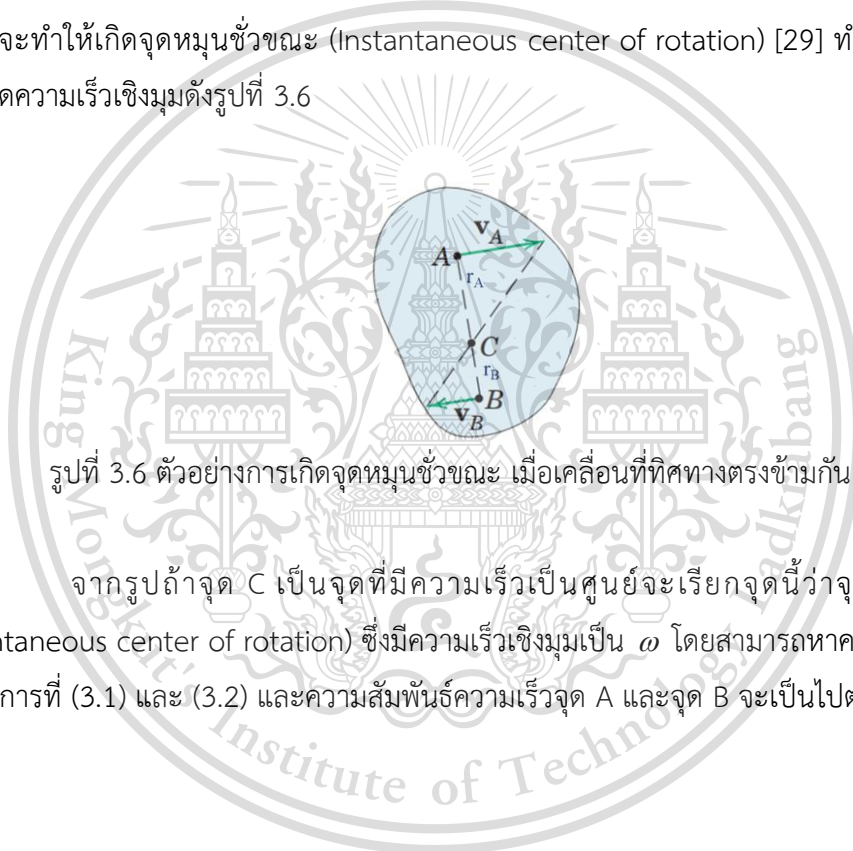 จะทำให้เกิดจุดหมุนชั่วขณะ (Instantaneous center of rotation) [29] ทำ
ดความเร็วเชิงมุมดังรูปที่ 3.6
v_A
A
r_A
C
r_B
B
v_B
รูปที่ 3.6 ตัวอย่างการเกิดจุดหมุนชั่วขณะ เมื่อเคลื่อนที่ทิศทางตรงข้ามกัน
จากรูปถ้าจุด C เป็นจุดที่มีความเร็วเป็นศูนย์จะเรียกจุดนี้ว่าจุ
ntaneous center of rotation) ซึ่งมีความเร็วเชิงมุมเป็น ω โดยสามารถหาค
การที่ (3.1) และ (3.2) และความสัมพันธ์ความเร็วจุด A และจุด B จะเป็นไปต
King Mongkut's Institute of Technology Ladkrabang